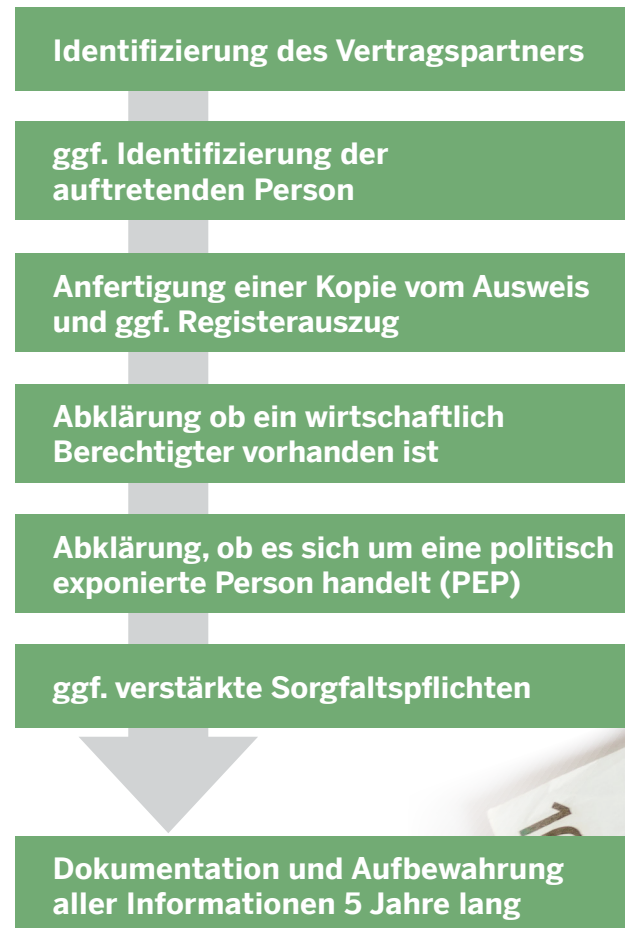 Identifizierung des Vertragspartners
ggf. Identifizierung der
auftretenden Person
Anfertigung einer Kopie vom Ausweis
und ggf. Registerauszug
Abklärung ob ein wirtschaftlich
Berechtigter vorhanden ist
Abklärung, ob es sich um eine politisch
exponierte Person handelt (PEP)
ggf. verstärkte Sorgfaltspflichten
10
Dokumentation und Aufbewahrung
aller Informationen 5 Jahre lang